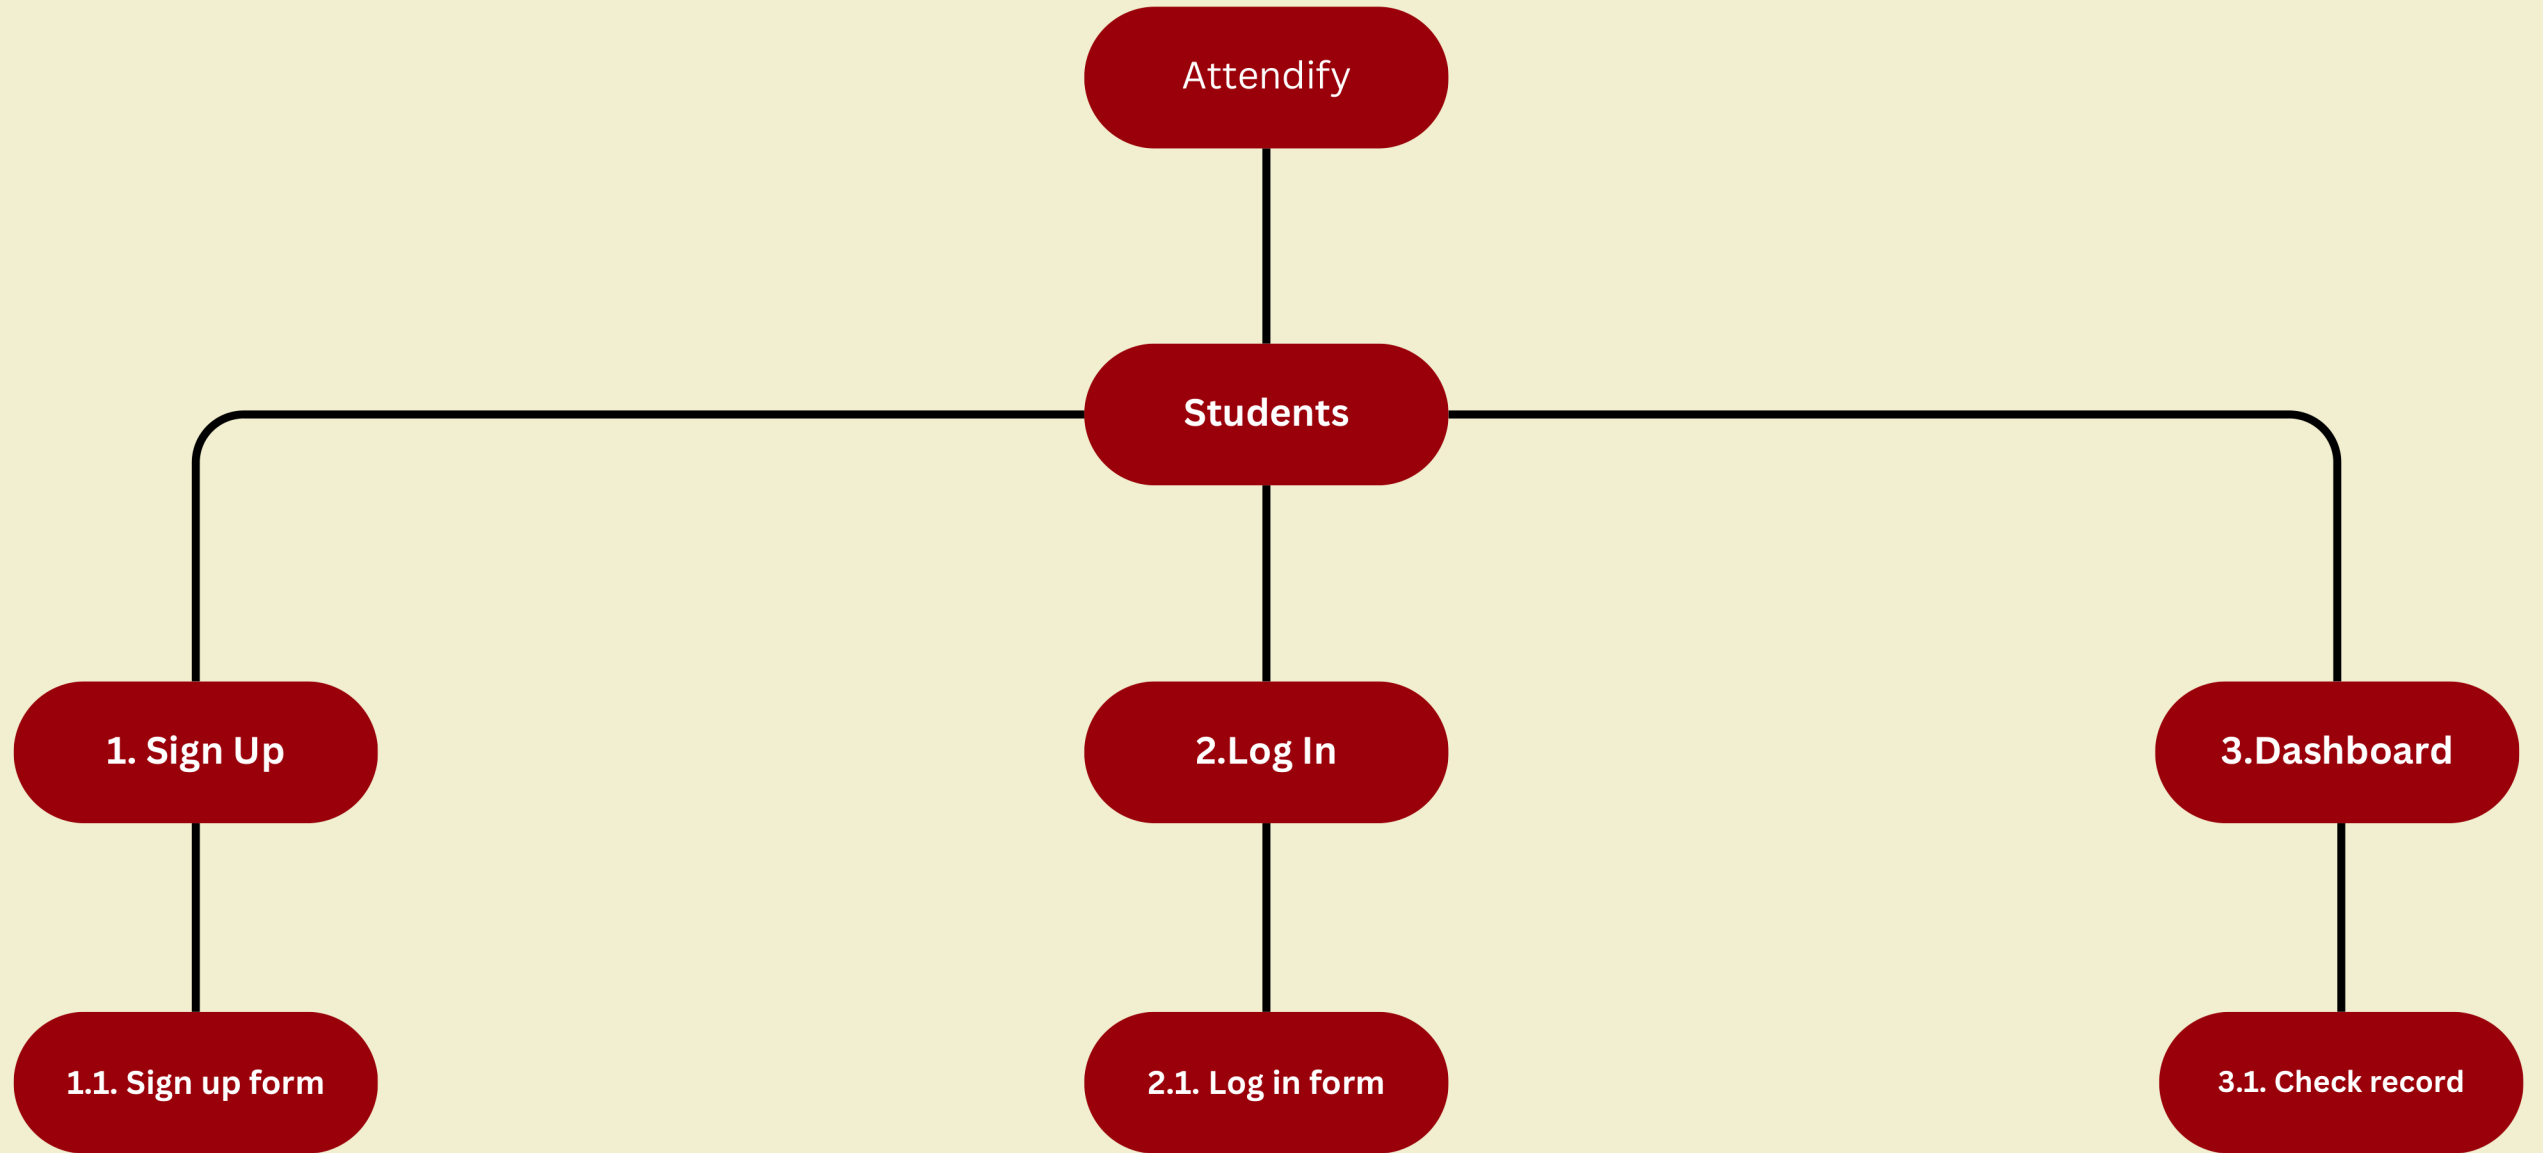 Attendify
Students
1. Sign Up
2.Log In
3.Dashboard
1.1. Sign up form
2.1. Log in form
3.1. Check record